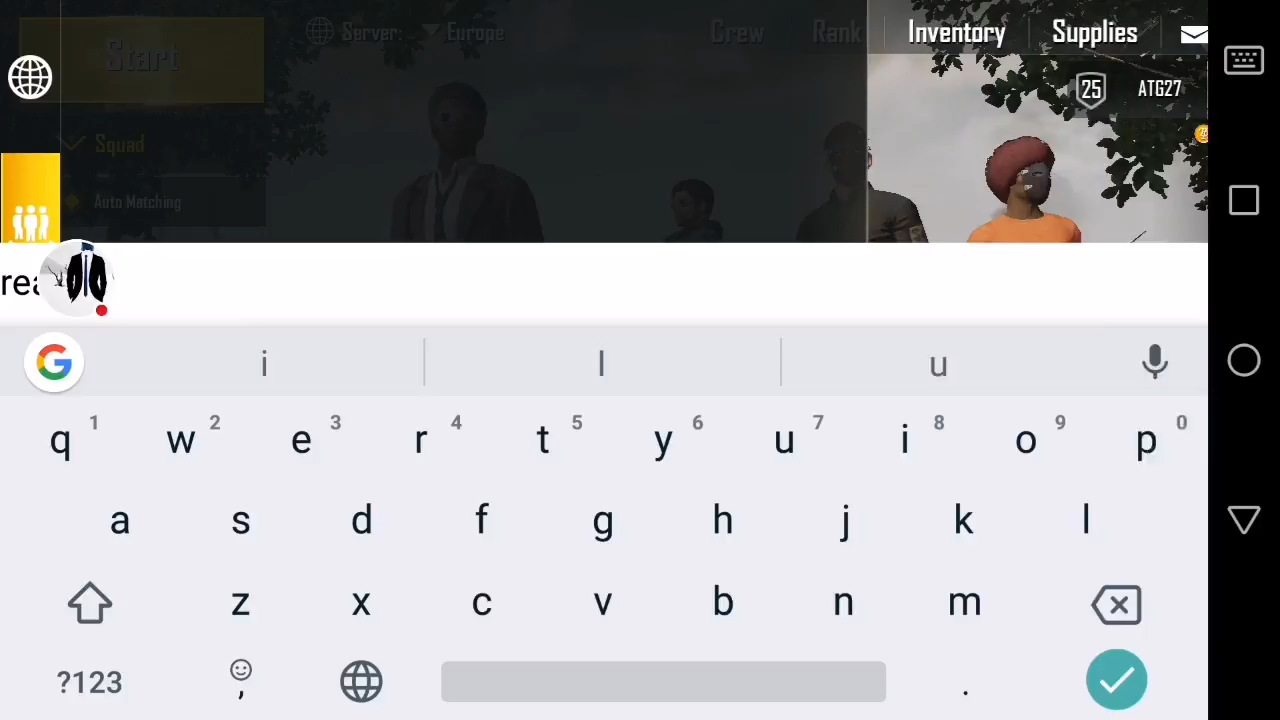 Start
Server: Europe
Crew
Rank
Inventory
Supplies
25
ATG27
Squad
Auto Matching
i
l
u
q 1 w 2 e 3 r 4 t 5 y 6 u 7 i 8 o 9 p 0
a s d f g h j k l
z x c v b n m
?123 , .